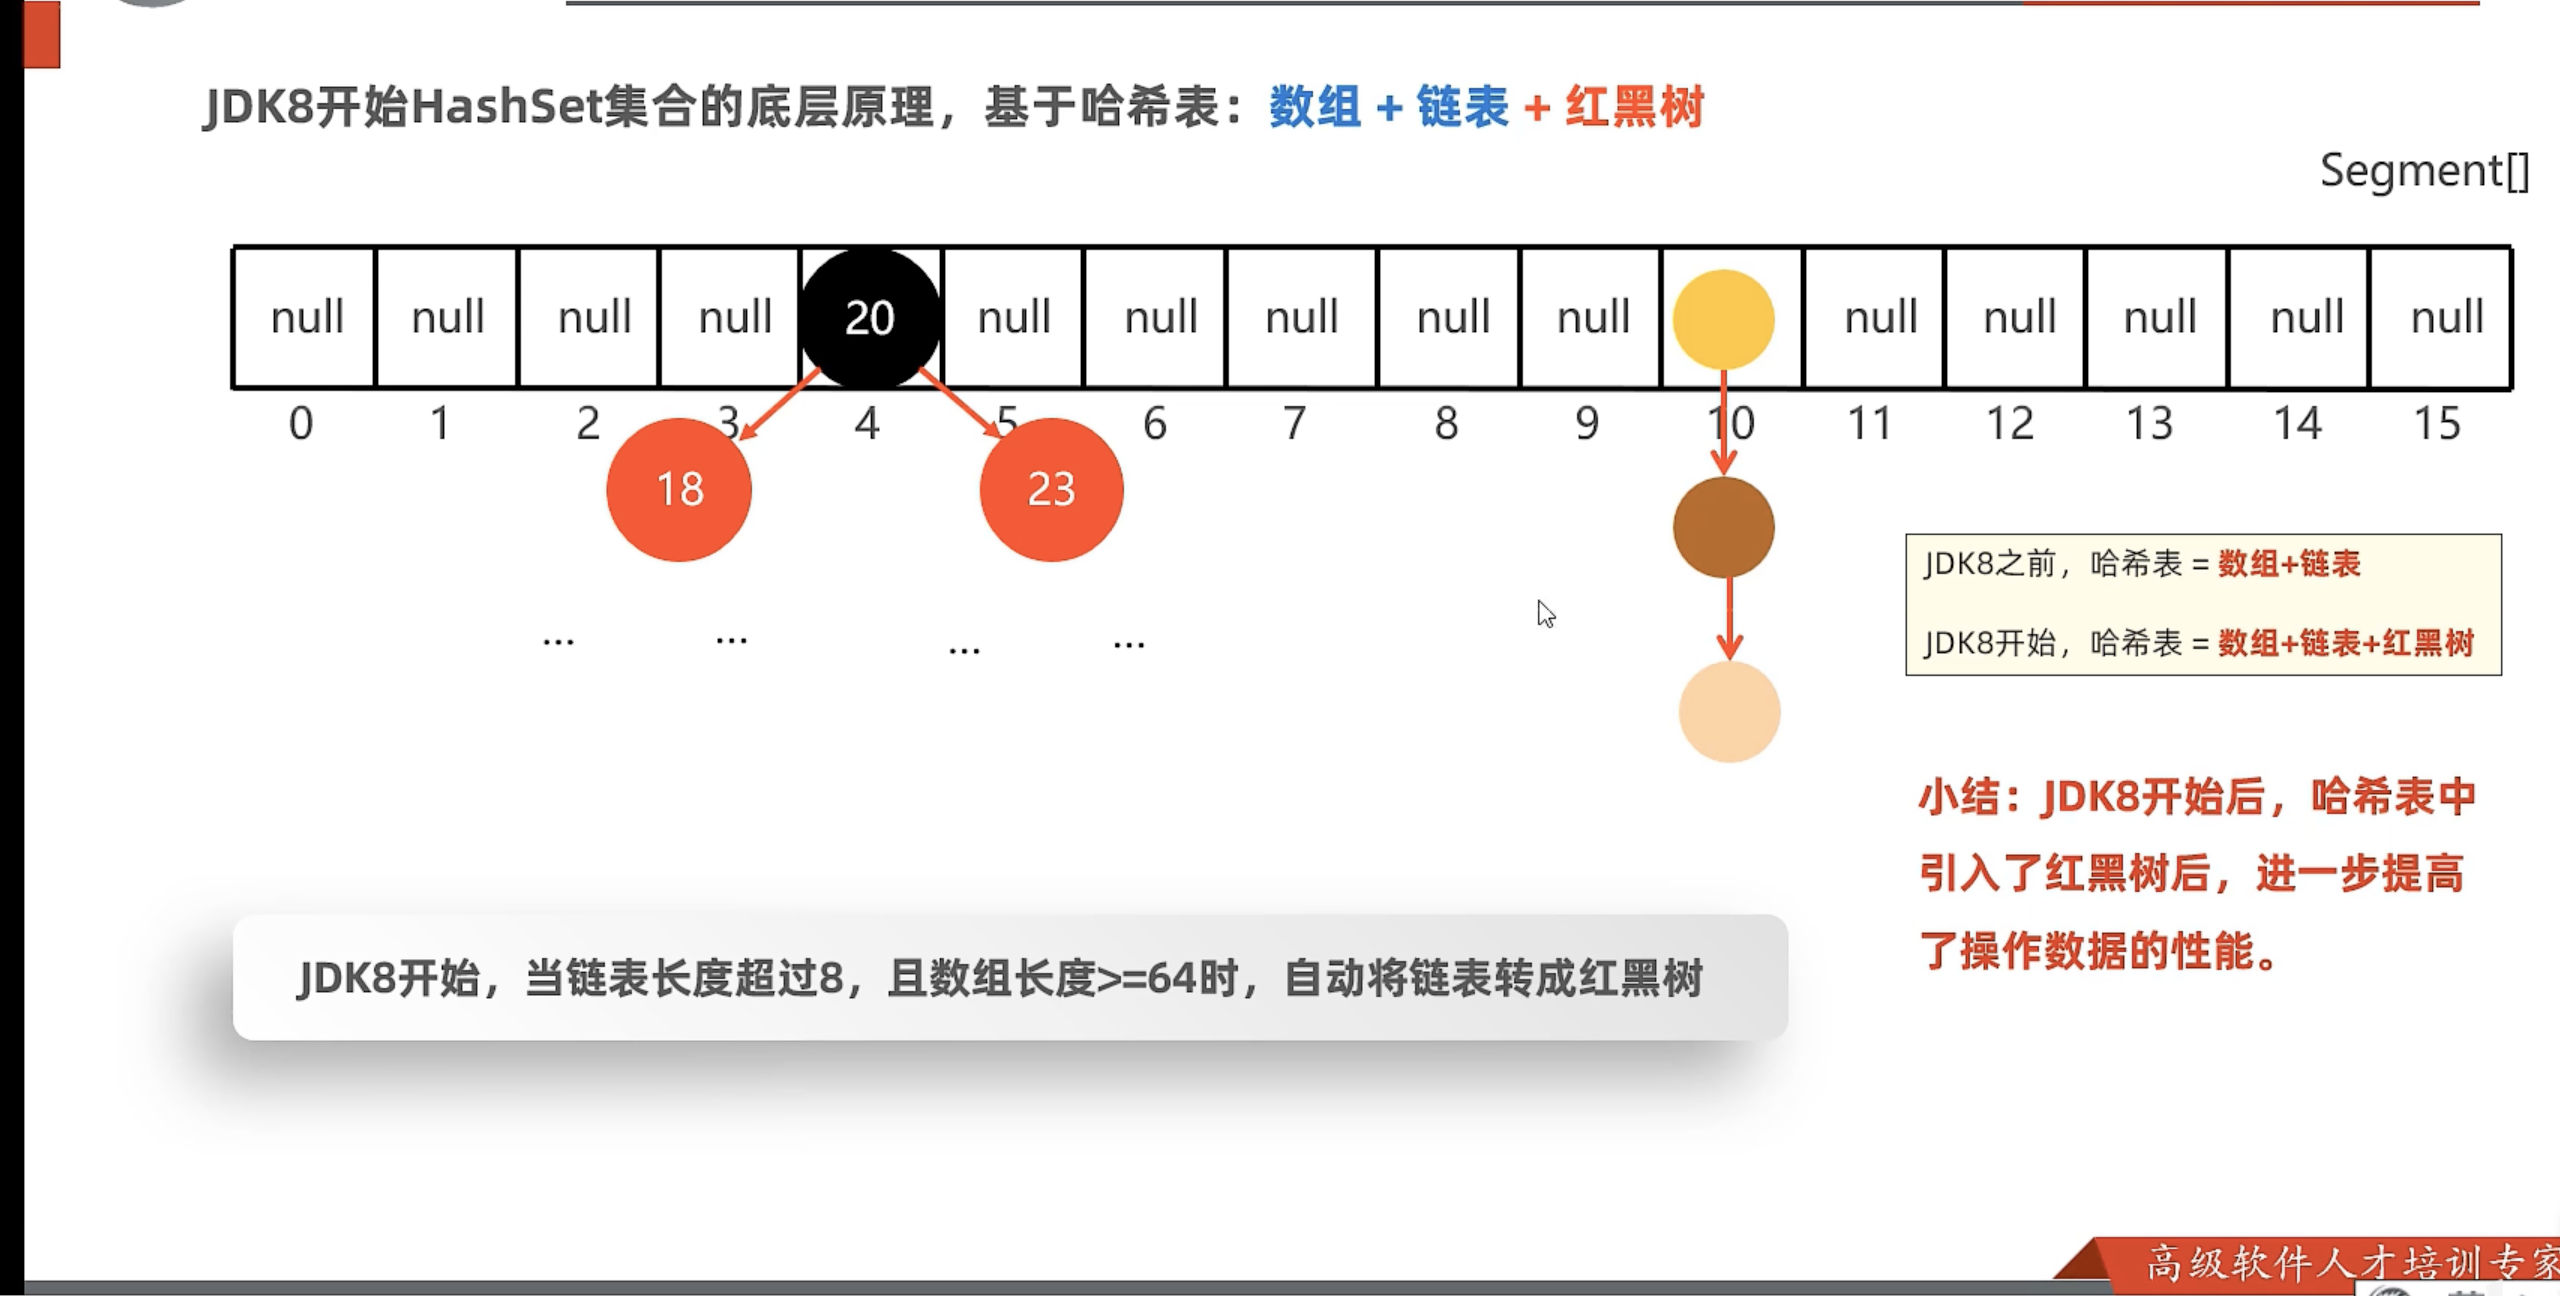 JDK8开始HashSet集合的底层原理，基于哈希表：数组 + 链表 + 红黑树
Segment[]
null null null null 20 null null null null null null null null null null
0 1 2 3 4 5 6 7 8 9 10 11 12 13 14 15
18 23
... ... ... ...
JDK8之前，哈希表 = 数组+链表
JDK8开始，哈希表 = 数组+链表+红黑树
小结：JDK8开始后，哈希表中
引入了红黑树后，进一步提高
了操作数据的性能。
JDK8开始，当链表长度超过8，且数组长度>=64时，自动将链表转成红黑树
高级软件人才培训专家